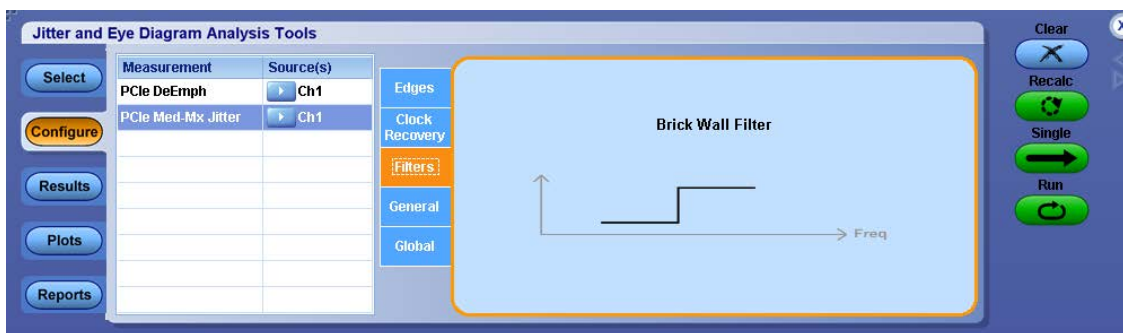 Jitter and Eye Diagram Analysis Tools
Select
Configure
Results
Plots
Reports
Measurement Source(s)
PCIe DeEmph Ch1
PCIe Med-Mx Jitter Ch1
Edges
Clock
Recovery
Filters
General
Global
Brick Wall Filter
Freq
Clear
Recalc
Single
Run